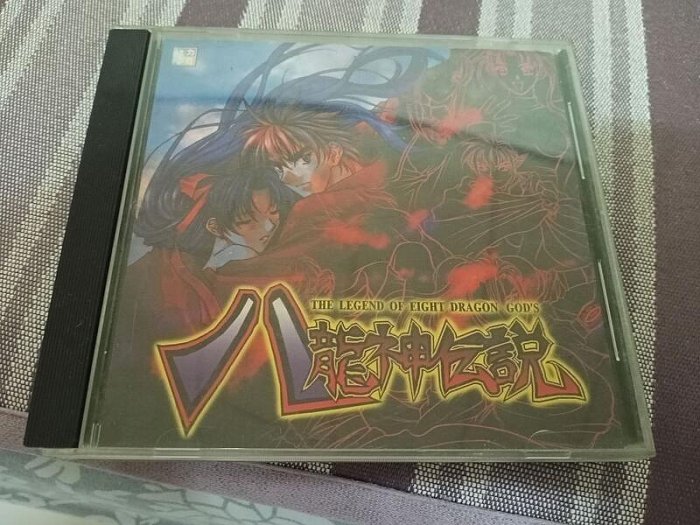 THE LEGEND OF EIGHT DRAGON GOD'S
八龍神伝説